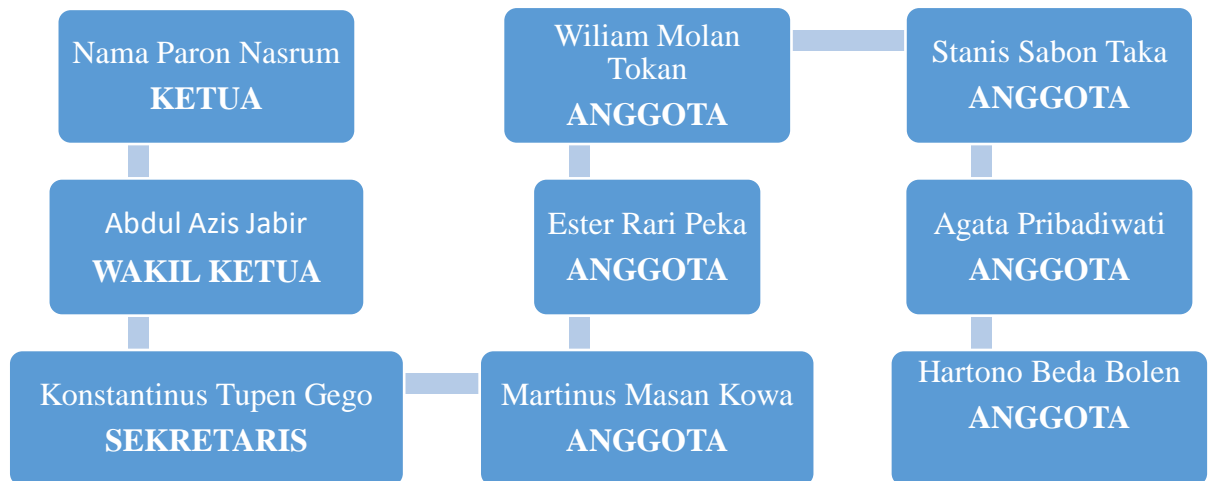 Nama Paron Nasrum
KETUA
Abdul Azis Jabir
WAKIL KETUA
Konstantinus Tupen Gego
SEKRETARIS
Martinus Masan Kowa
ANGGOTA
Ester Rari Peka
ANGGOTA
Wiliam Molan
Tokan
ANGGOTA
Stanis Sabon Taka
ANGGOTA
Agata Pribadiwati
ANGGOTA
Hartono Beda Bolen
ANGGOTA